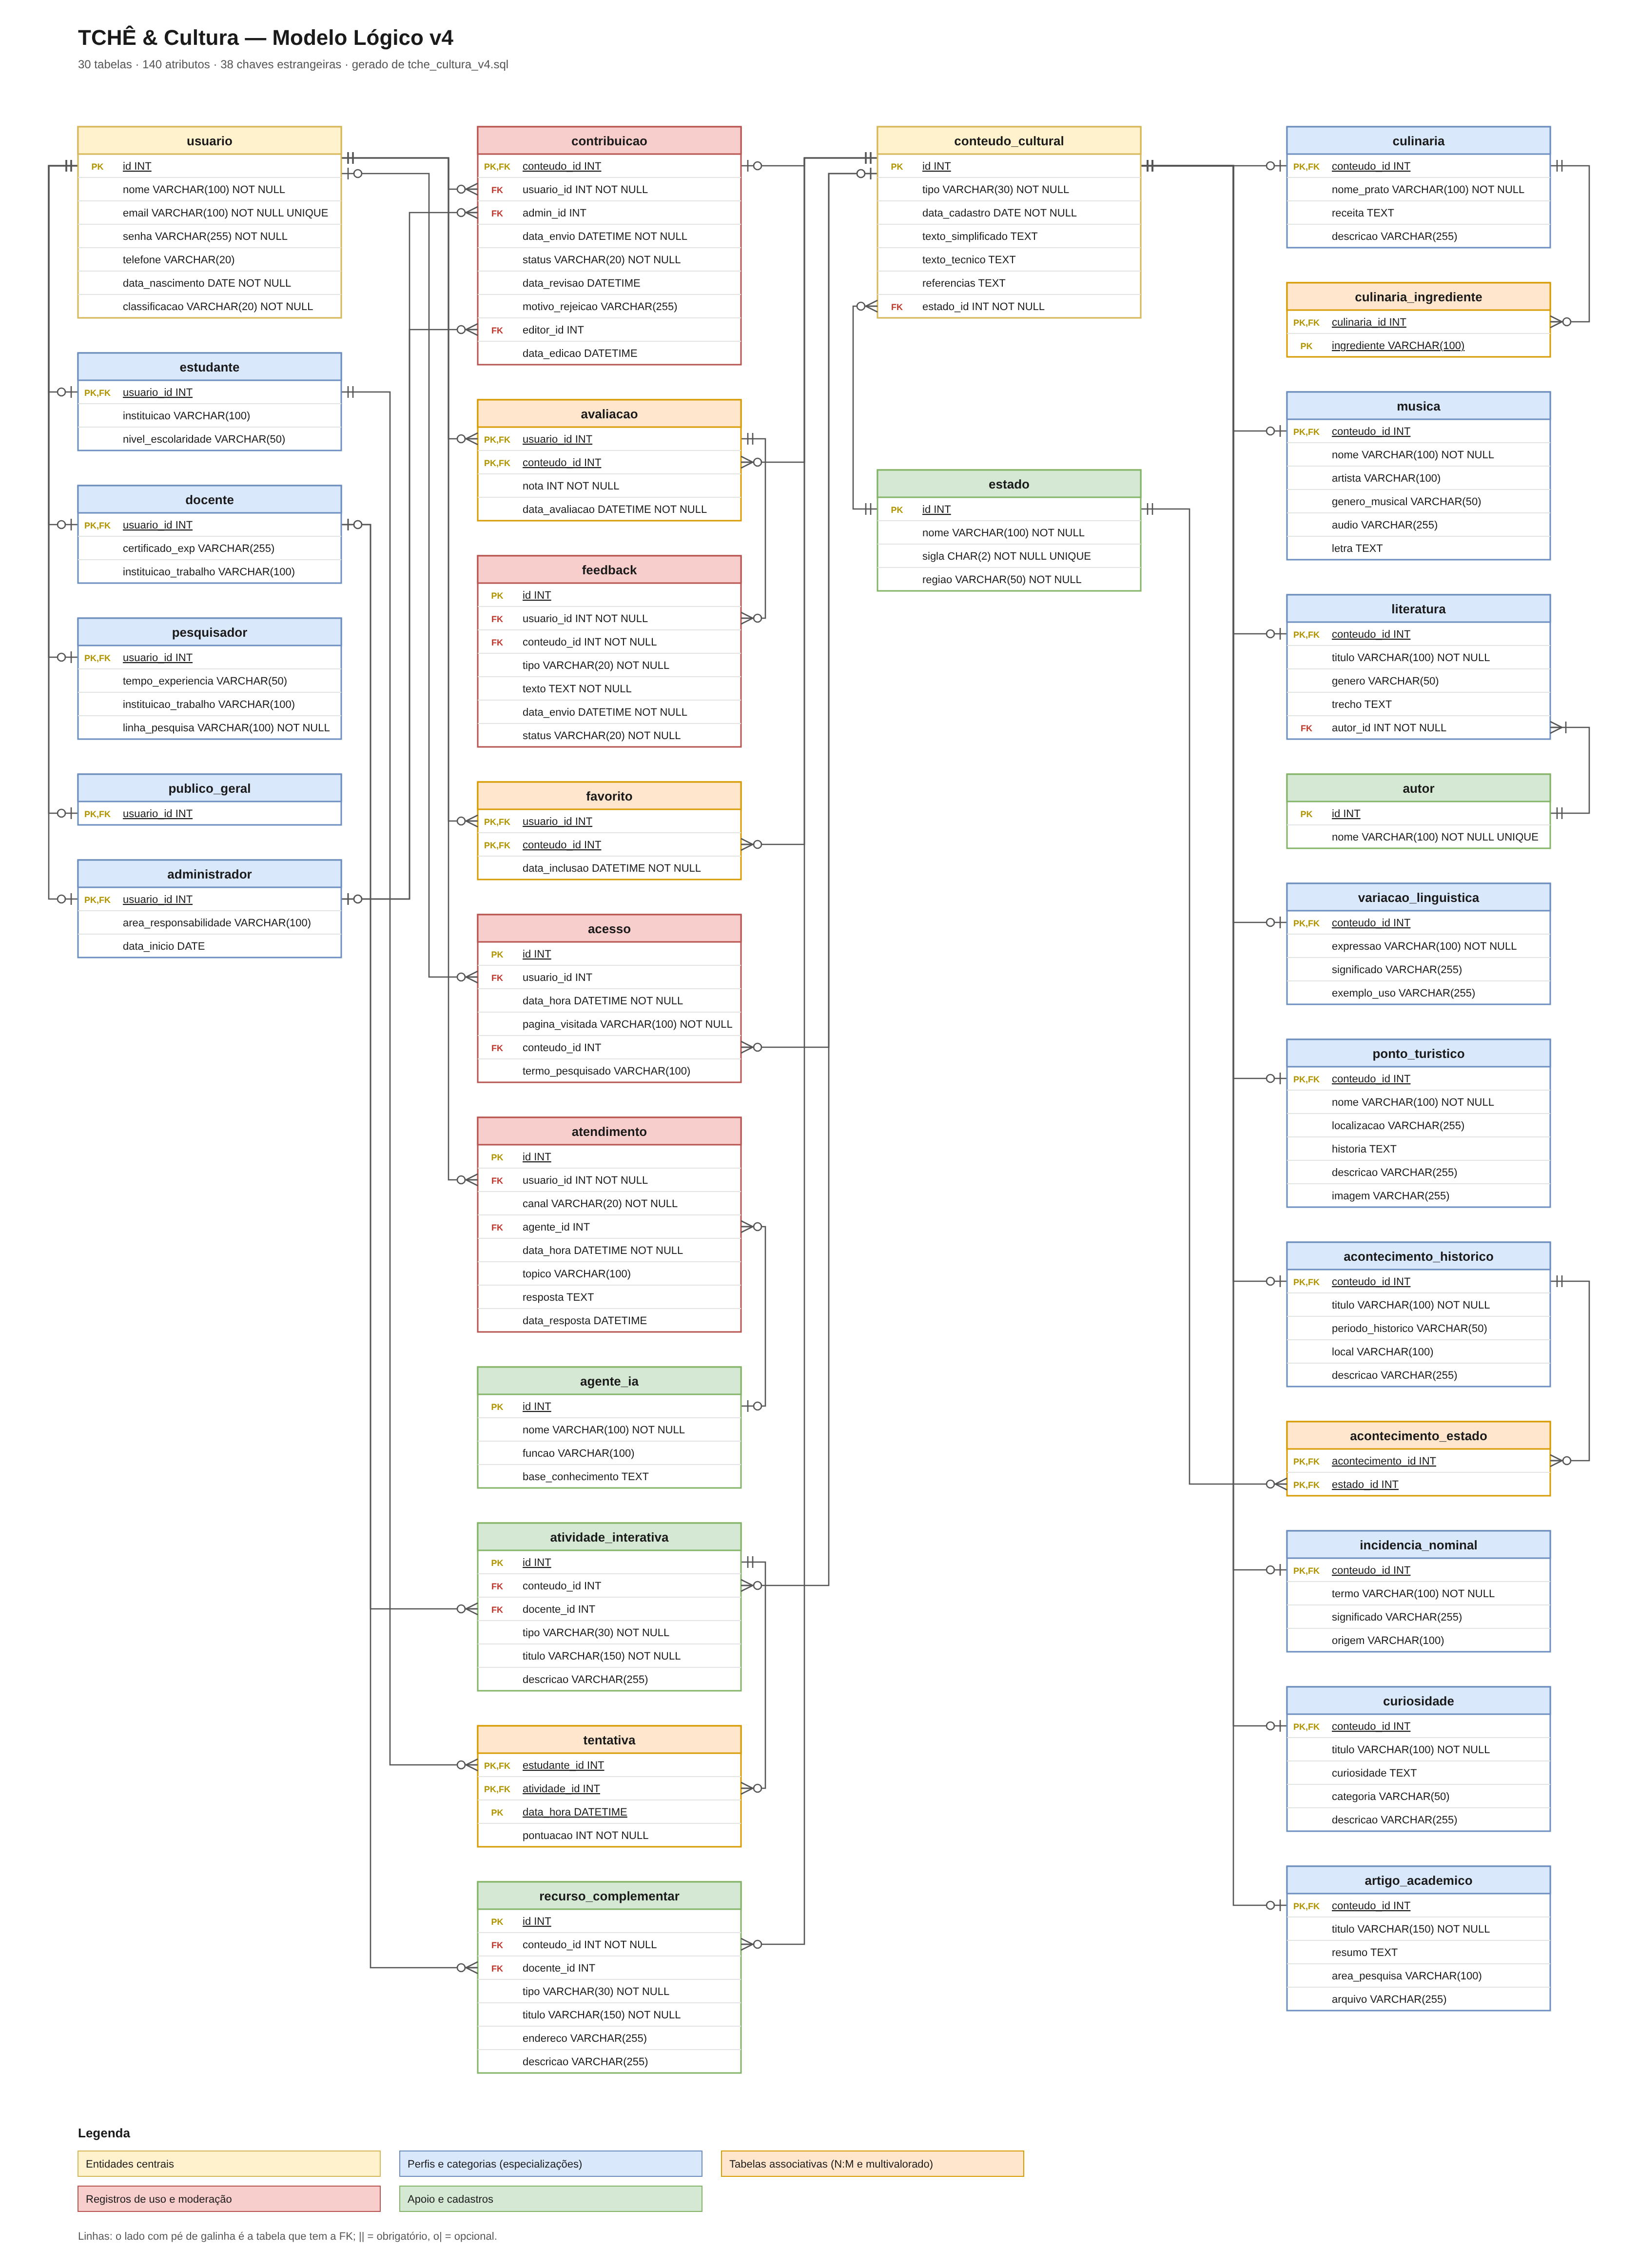 TCHÊ & Cultura — Modelo Lógico v4
30 tabelas · 140 atributos · 38 chaves estrangeiras · gerado de tche_cultura_v4.sql
usuario
PK id INT
nome VARCHAR(100) NOT NULL
email VARCHAR(100) NOT NULL UNIQUE
senha VARCHAR(255) NOT NULL
telefone VARCHAR(20)
data_nascimento DATE NOT NULL
classificacao VARCHAR(20) NOT NULL
estudante
PK,FK usuario_id INT
instituicao VARCHAR(100)
nivel_escolaridade VARCHAR(50)
docente
PK,FK usuario_id INT
certificado_exp VARCHAR(255)
instituicao_trabalho VARCHAR(100)
pesquisador
PK,FK usuario_id INT
tempo_experiencia VARCHAR(50)
instituicao_trabalho VARCHAR(100)
linha_pesquisa VARCHAR(100) NOT NULL
publico_geral
PK,FK usuario_id INT
administrador
PK,FK usuario_id INT
area_responsabilidade VARCHAR(100)
data_inicio DATE
contribuicao
PK,FK conteudo_id INT
FK usuario_id INT NOT NULL
FK admin_id INT
data_envio DATETIME NOT NULL
status VARCHAR(20) NOT NULL
data_revisao DATETIME
motivo_rejeicao VARCHAR(255)
FK editor_id INT
data_edicao DATETIME
avaliacao
PK,FK usuario_id INT
PK,FK conteudo_id INT
nota INT NOT NULL
data_avaliacao DATETIME NOT NULL
feedback
PK id INT
FK usuario_id INT NOT NULL
FK conteudo_id INT NOT NULL
tipo VARCHAR(20) NOT NULL
texto TEXT NOT NULL
data_envio DATETIME NOT NULL
status VARCHAR(20) NOT NULL
favorito
PK,FK usuario_id INT
PK,FK conteudo_id INT
data_inclusao DATETIME NOT NULL
acesso
PK id INT
FK usuario_id INT
data_hora DATETIME NOT NULL
pagina_visitada VARCHAR(100) NOT NULL
FK conteudo_id INT
termo_pesquisado VARCHAR(100)
atendimento
PK id INT
FK usuario_id INT NOT NULL
canal VARCHAR(20) NOT NULL
FK agente_id INT
data_hora DATETIME NOT NULL
topico VARCHAR(100)
resposta TEXT
data_resposta DATETIME
agente_ia
PK id INT
nome VARCHAR(100) NOT NULL
funcao VARCHAR(100)
base_conhecimento TEXT
atividade_interativa
PK id INT
FK conteudo_id INT
FK docente_id INT
tipo VARCHAR(30) NOT NULL
titulo VARCHAR(150) NOT NULL
descricao VARCHAR(255)
tentativa
PK,FK estudante_id INT
PK,FK atividade_id INT
PK data_hora DATETIME
pontuacao INT NOT NULL
recurso_complementar
PK id INT
FK conteudo_id INT NOT NULL
FK docente_id INT
tipo VARCHAR(30) NOT NULL
titulo VARCHAR(150) NOT NULL
endereco VARCHAR(255)
descricao VARCHAR(255)
conteudo_cultural
PK id INT
tipo VARCHAR(30) NOT NULL
data_cadastro DATE NOT NULL
texto_simplificado TEXT
texto_tecnico TEXT
referencias TEXT
FK estado_id INT NOT NULL
estado
PK id INT
nome VARCHAR(100) NOT NULL
sigla CHAR(2) NOT NULL UNIQUE
regiao VARCHAR(50) NOT NULL
culinaria
PK,FK conteudo_id INT
nome_prato VARCHAR(100) NOT NULL
receita TEXT
descricao VARCHAR(255)
culinaria_ingrediente
PK,FK culinaria_id INT
PK ingrediente VARCHAR(100)
musica
PK,FK conteudo_id INT
nome VARCHAR(100) NOT NULL
artista VARCHAR(100)
genero_musical VARCHAR(50)
audio VARCHAR(255)
letra TEXT
literatura
PK,FK conteudo_id INT
titulo VARCHAR(100) NOT NULL
genero VARCHAR(50)
trecho TEXT
FK autor_id INT NOT NULL
autor
PK id INT
nome VARCHAR(100) NOT NULL UNIQUE
variacao_linguistica
PK,FK conteudo_id INT
expressao VARCHAR(100) NOT NULL
significado VARCHAR(255)
exemplo_uso VARCHAR(255)
ponto_turistico
PK,FK conteudo_id INT
nome VARCHAR(100) NOT NULL
localizacao VARCHAR(255)
historia TEXT
descricao VARCHAR(255)
imagem VARCHAR(255)
acontecimento_historico
PK,FK conteudo_id INT
titulo VARCHAR(100) NOT NULL
periodo_historico VARCHAR(50)
local VARCHAR(100)
descricao VARCHAR(255)
acontecimento_estado
PK,FK acontecimento_id INT
PK,FK estado_id INT
incidencia_nominal
PK,FK conteudo_id INT
termo VARCHAR(100) NOT NULL
significado VARCHAR(255)
origem VARCHAR(100)
curiosidade
PK,FK conteudo_id INT
titulo VARCHAR(100) NOT NULL
curiosidade TEXT
categoria VARCHAR(50)
descricao VARCHAR(255)
artigo_academico
PK,FK conteudo_id INT
titulo VARCHAR(150) NOT NULL
resumo TEXT
area_pesquisa VARCHAR(100)
arquivo VARCHAR(255)
Legenda
Entidades centrais
Perfis e categorias (especializações)
Tabelas associativas (N:M e multivalorado)
Registros de uso e moderação
Apoio e cadastros
Linhas: o lado com pé de galinha é a tabela que tem a FK; || = obrigatório, o| = opcional.